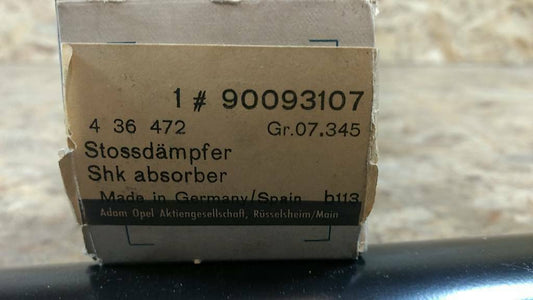 1 # 90093107
4 36 472 Gr.07.345
Stossdämpfer
Shk absorber
Made in Germany/Spain b113
Adam Opel Aktiengesellschaft, Rüsselsheim/Main